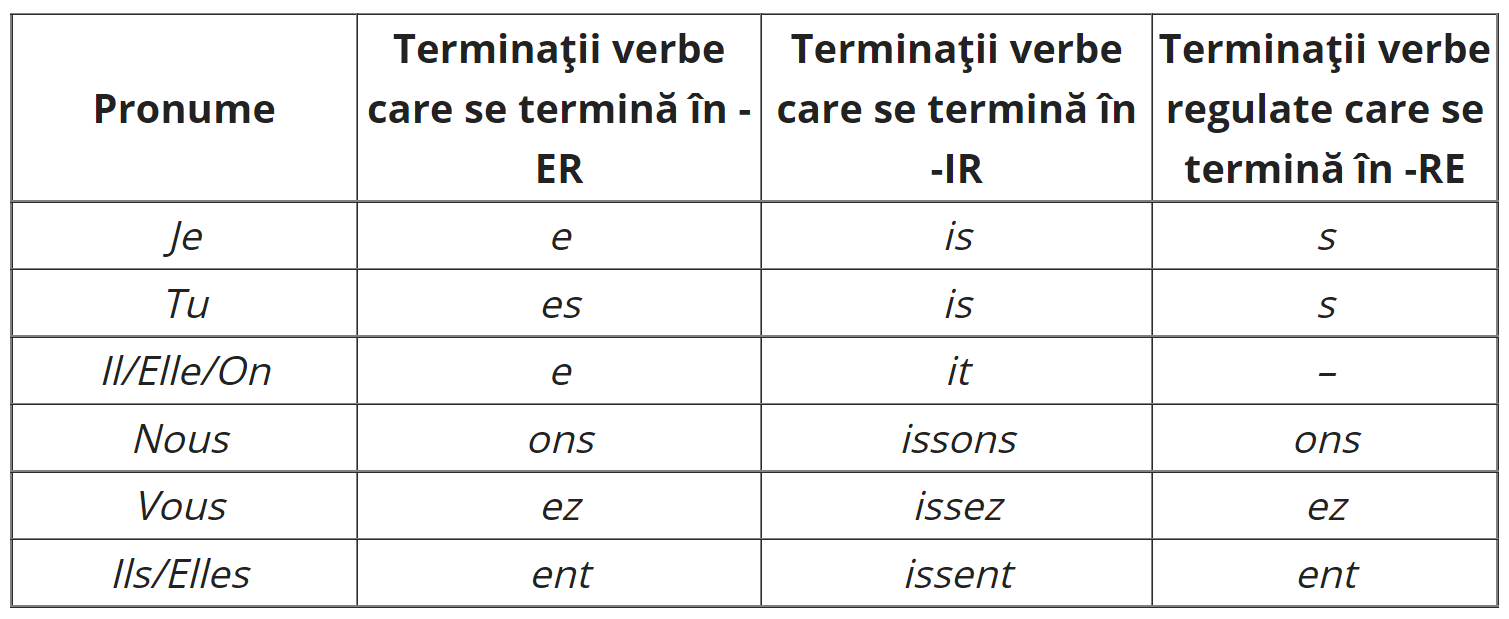 Pronume
Terminaţii verbe
care se termină în -
ER
Terminaţii verbe
care se termină în
-IR
Terminaţii verbe
regulate care se
termină în -RE
Je e is s
Tu es is s
Il/Elle/On e it –
Nous ons issons ons
Vous ez issez ez
Ils/Elles ent issent ent